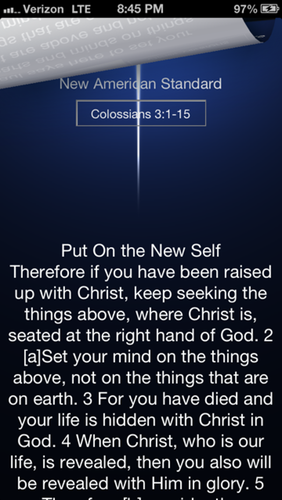 Verizon LTE 8:45 PM 97%
New American Standard
Colossians 3:1-15
Put On the New Self
Therefore if you have been raised
up with Christ, keep seeking the
things above, where Christ is,
seated at the right hand of God. 2
[a]Set your mind on the things
above, not on the things that are
on earth. 3 For you have died and
your life is hidden with Christ in
God. 4 When Christ, who is our
life, is revealed, then you also will
be revealed with Him in glory. 5